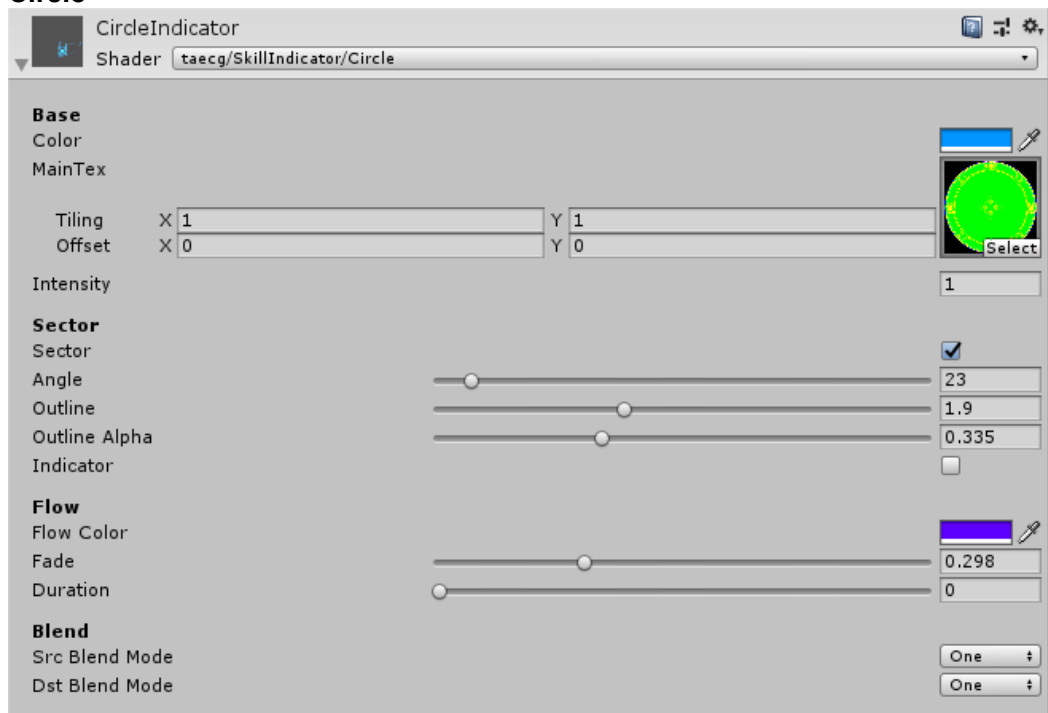 Circle
CircleIndicator
Shader taecg/SkillIndicator/Circle
Base
Color
MainTex
Tiling X 1 Y 1
Offset X 0 Y 0
Select
Intensity 1
Sector
Sector
Angle 23
Outline 1.9
Outline Alpha 0.335
Indicator
Flow
Flow Color
Fade 0.298
Duration 0
Blend
Src Blend Mode One
Dst Blend Mode One